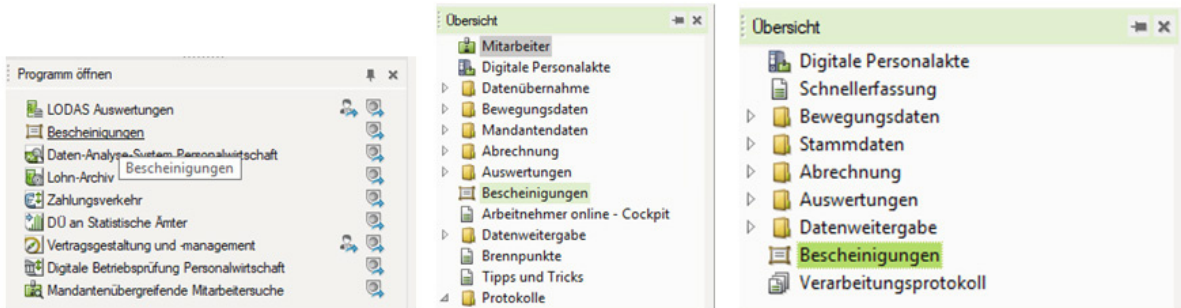 Programm öffnen
LODAS Auswertungen
Bescheinigungen
Daten-Analyse-System Personalwirtschaft
Bescheinigungen
Lohn-Archiv
Zahlungsverkehr
DÜ an Statistische Ämter
Vertragsgestaltung und -management
Digitale Betriebsprüfung Personalwirtschaft
Mandantenübergreifende Mitarbeitersuche
Übersicht
Mitarbeiter
Digitale Personalakte
Datenübernahme
Bewegungsdaten
Mandantendaten
Abrechnung
Auswertungen
Bescheinigungen
Arbeitnehmer online - Cockpit
Datenweitergabe
Brennpunkte
Tipps und Tricks
Protokolle
Übersicht
Digitale Personalakte
Schnellerfassung
Bewegungsdaten
Stammdaten
Abrechnung
Auswertungen
Datenweitergabe
Bescheinigungen
Verarbeitungsprotokoll